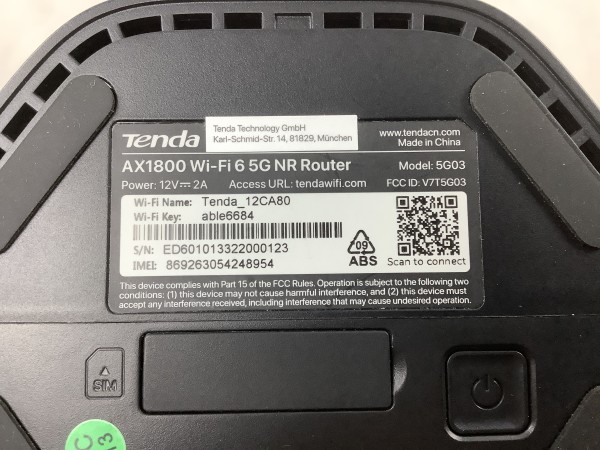 Tenda Technology GmbH
Karl-Schmid-Str. 14, 81829, München
Tenda
www.tendacn.com
Made in China
AX1800 Wi-Fi 6 5G NR Router
Model: 5G03
Power: 12V⎓2A
Access URL: tendawifi.com
FCC ID: V7T5G03
Wi-Fi Name: Tenda_12CA80
Wi-Fi Key: able6684
S/N: ED601013322000123
IMEI: 869263054248954
09
ABS
Scan to connect
This device complies with Part 15 of the FCC Rules. Operation is subject to the following two
conditions: (1) this device may not cause harmful interference, and (2) this device must
accept any interference received, including interference that may cause undesired operation.
SIM